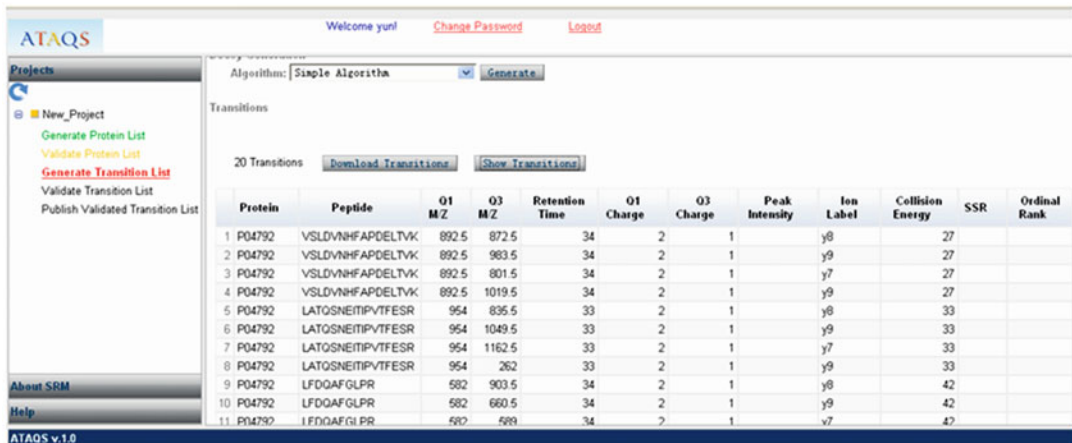 Welcome yun! Change Password Logout
ATAQS
Projects
Algorithm: Simple Algorithm Generate
New_Project
Transitions
Generate Protein List
Validate Protein List
Generate Transition List
Validate Transition List
Publish Validated Transition List
20 Transitions Download Transitions Show Transitions
Protein Peptide Q1 M/Z Q3 M/Z Retention Time Q1 Charge Q3 Charge Peak Intensity Ion Label Collision Energy SSR Ordinal Rank
1 P04792 VSLDVNHFAPDELTVK 892.5 872.5 34 2 1 y8 27
2 P04792 VSLDVNHFAPDELTVK 892.5 983.5 34 2 1 y9 27
3 P04792 VSLDVNHFAPDELTVK 892.5 801.5 34 2 1 y7 27
4 P04792 VSLDVNHFAPDELTVK 892.5 1019.5 34 2 1 y9 27
5 P04792 LATQSNEITIPVTFESR 954 835.5 33 2 1 y8 33
6 P04792 LATQSNEITIPVTFESR 954 1049.5 33 2 1 y9 33
7 P04792 LATQSNEITIPVTFESR 954 1162.5 33 2 1 y7 33
8 P04792 LATQSNEITIPVTFESR 954 262 33 2 1 y9 33
9 P04792 LFDQAFGLPR 582 903.5 34 2 1 y8 42
10 P04792 LFDQAFGLPR 582 660.5 34 2 1 y9 42
11 P04792 LFDQAFGLPR 582 589 34 2 1 y7 42
About SRM
Help
ATAQS v.1.0